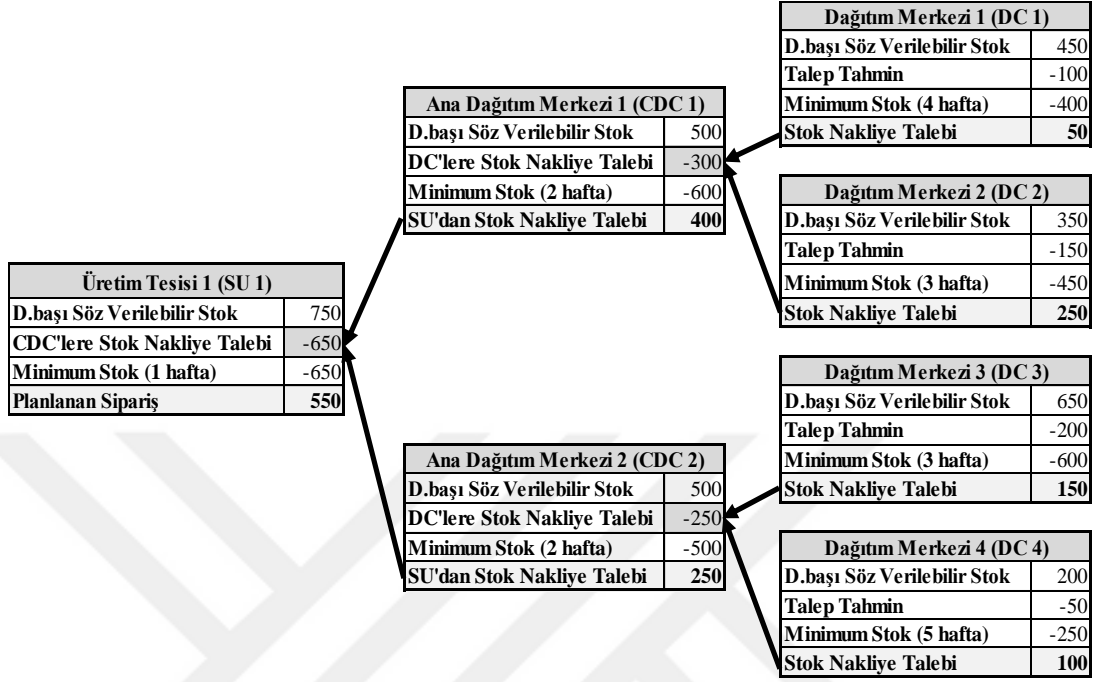 Üretim Tesisi 1 (SU 1)
D.başı Söz Verilebilir Stok 750
CDC'lere Stok Nakliye Talebi -650
Minimum Stok (1 hafta) -650
Planlanan Sipariş 550
Ana Dağıtım Merkezi 1 (CDC 1)
D.başı Söz Verilebilir Stok 500
DC'lere Stok Nakliye Talebi -300
Minimum Stok (2 hafta) -600
SU'dan Stok Nakliye Talebi 400
Ana Dağıtım Merkezi 2 (CDC 2)
D.başı Söz Verilebilir Stok 500
DC'lere Stok Nakliye Talebi -250
Minimum Stok (2 hafta) -500
SU'dan Stok Nakliye Talebi 250
Dağıtım Merkezi 1 (DC 1)
D.başı Söz Verilebilir Stok 450
Talep Tahmin -100
Minimum Stok (4 hafta) -400
Stok Nakliye Talebi 50
Dağıtım Merkezi 2 (DC 2)
D.başı Söz Verilebilir Stok 350
Talep Tahmin -150
Minimum Stok (3 hafta) -450
Stok Nakliye Talebi 250
Dağıtım Merkezi 3 (DC 3)
D.başı Söz Verilebilir Stok 650
Talep Tahmin -200
Minimum Stok (3 hafta) -600
Stok Nakliye Talebi 150
Dağıtım Merkezi 4 (DC 4)
D.başı Söz Verilebilir Stok 200
Talep Tahmin -50
Minimum Stok (5 hafta) -250
Stok Nakliye Talebi 100